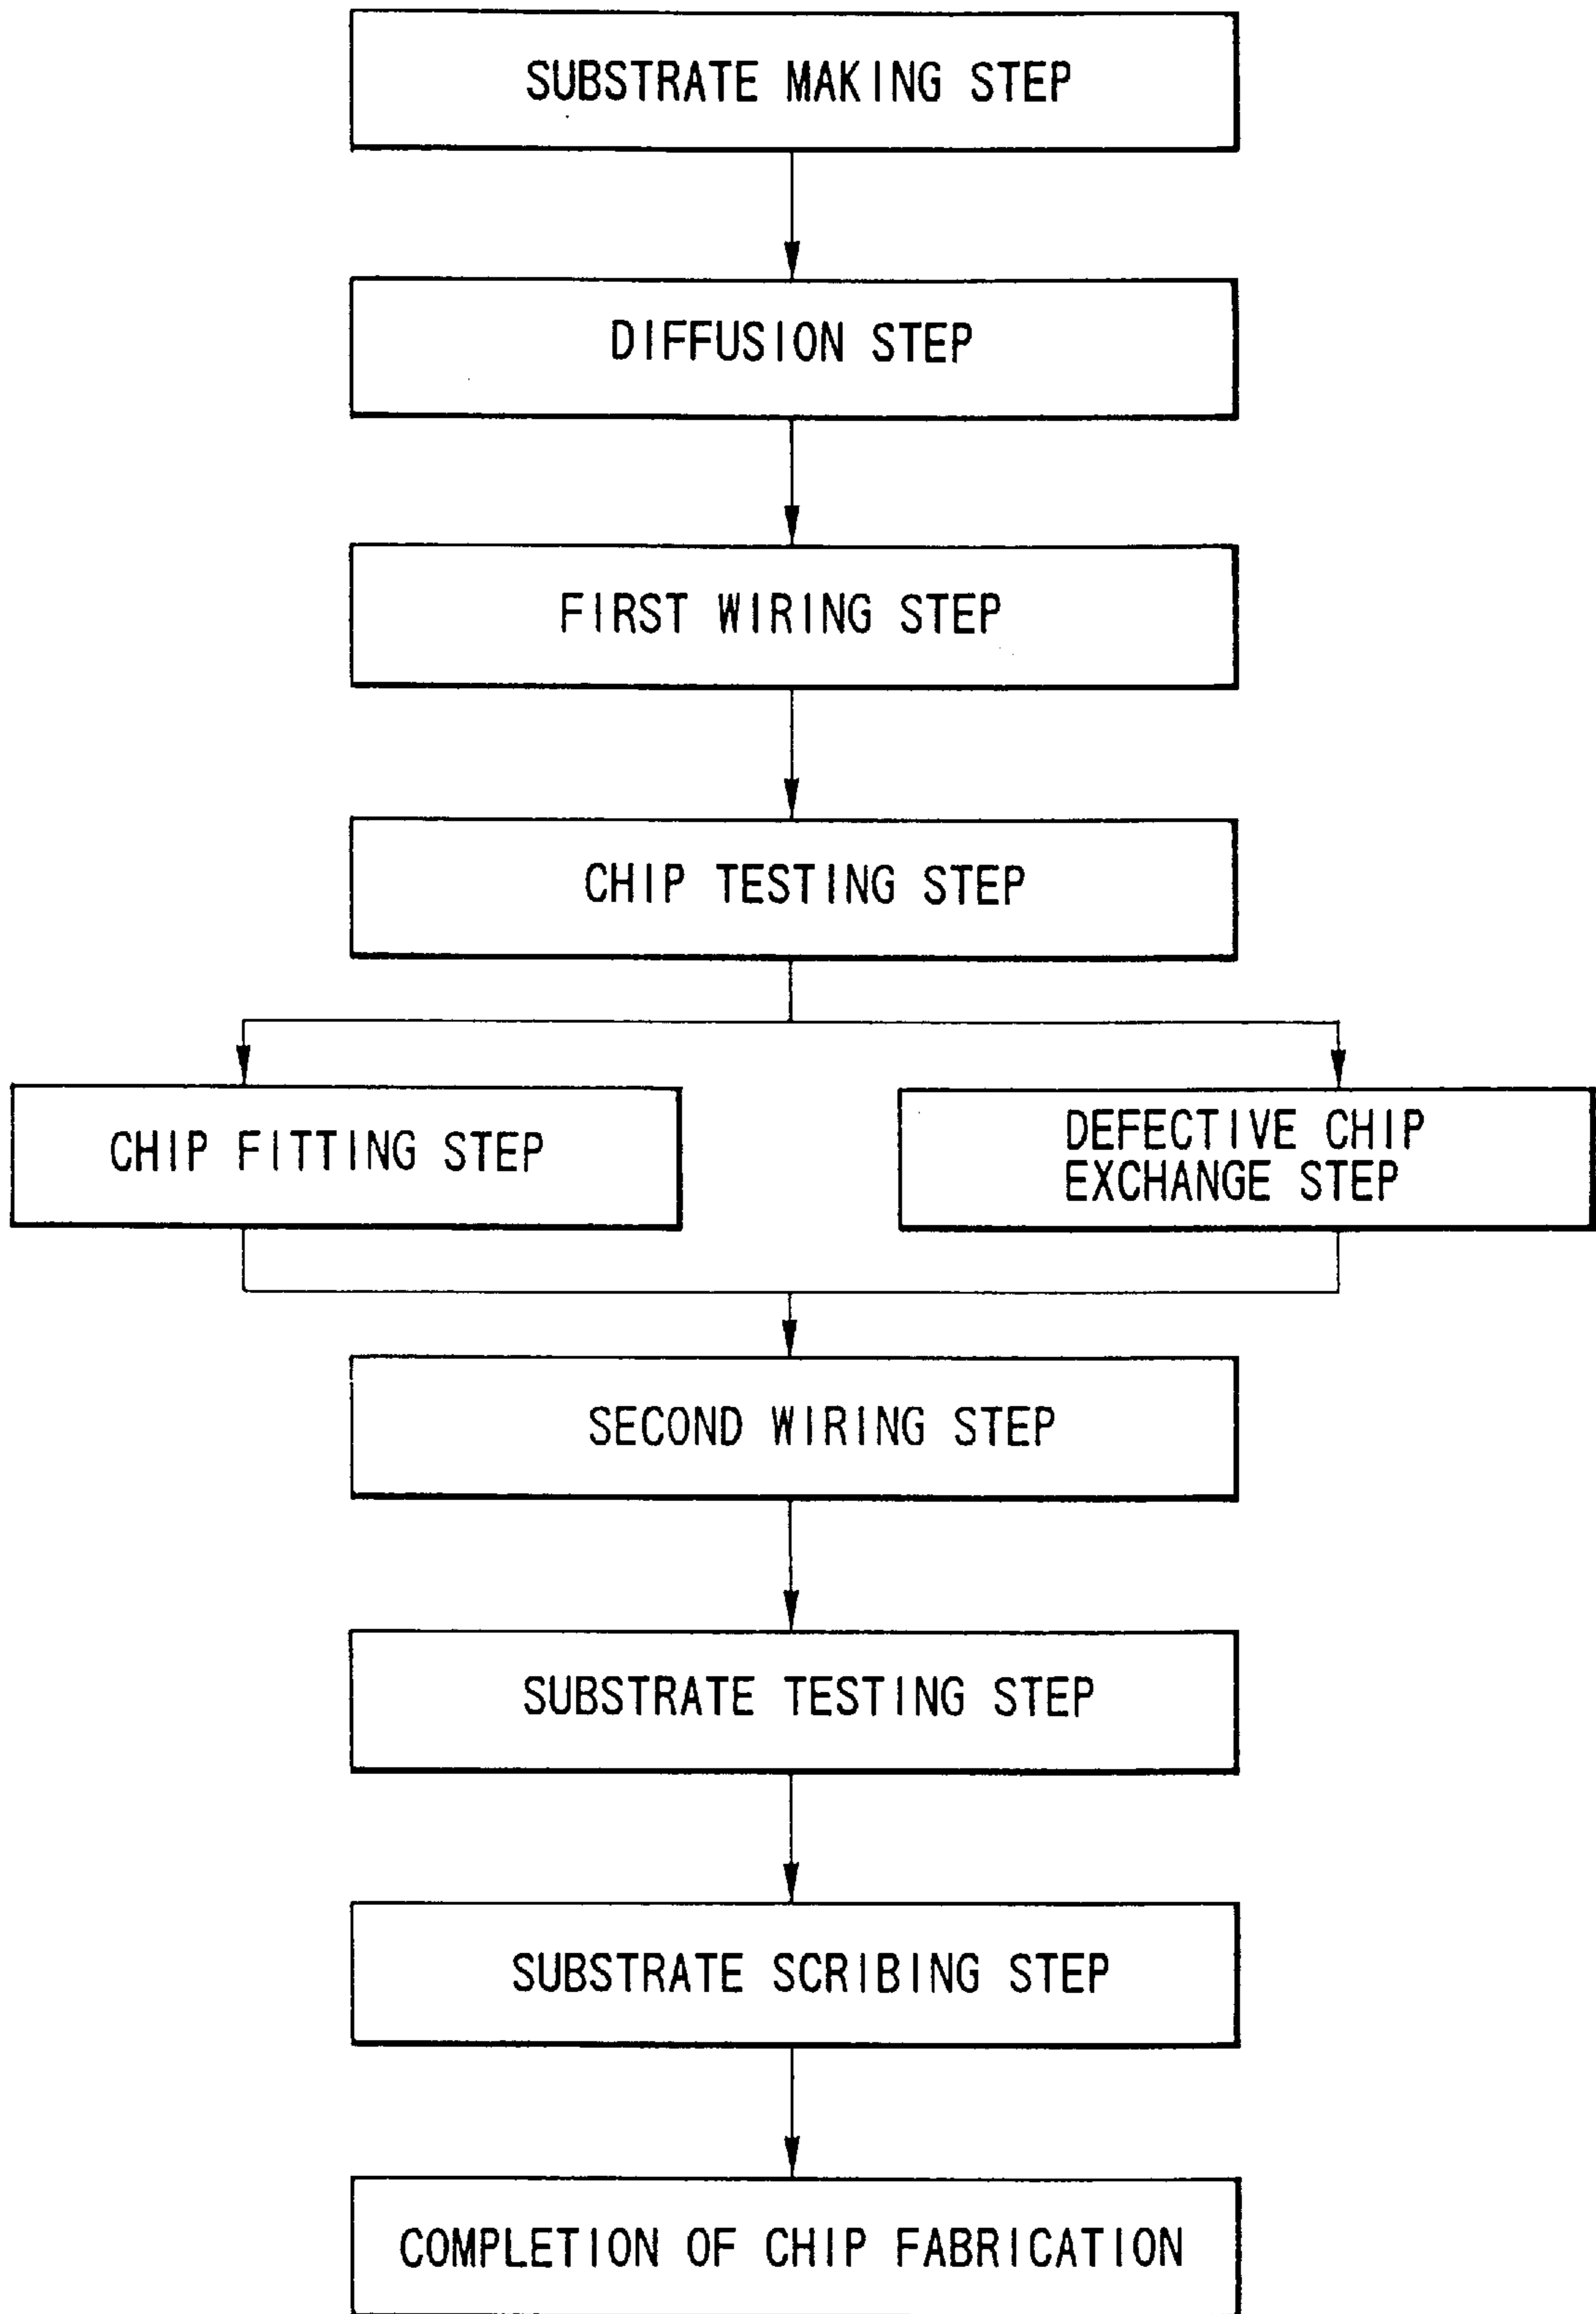 SUBSTRATE MAKING STEP
DIFFUSION STEP
FIRST WIRING STEP
CHIP TESTING STEP
CHIP FITTING STEP
DEFECTIVE CHIP
EXCHANGE STEP
SECOND WIRING STEP
SUBSTRATE TESTING STEP
SUBSTRATE SCRIBING STEP
COMPLETION OF CHIP FABRICATION